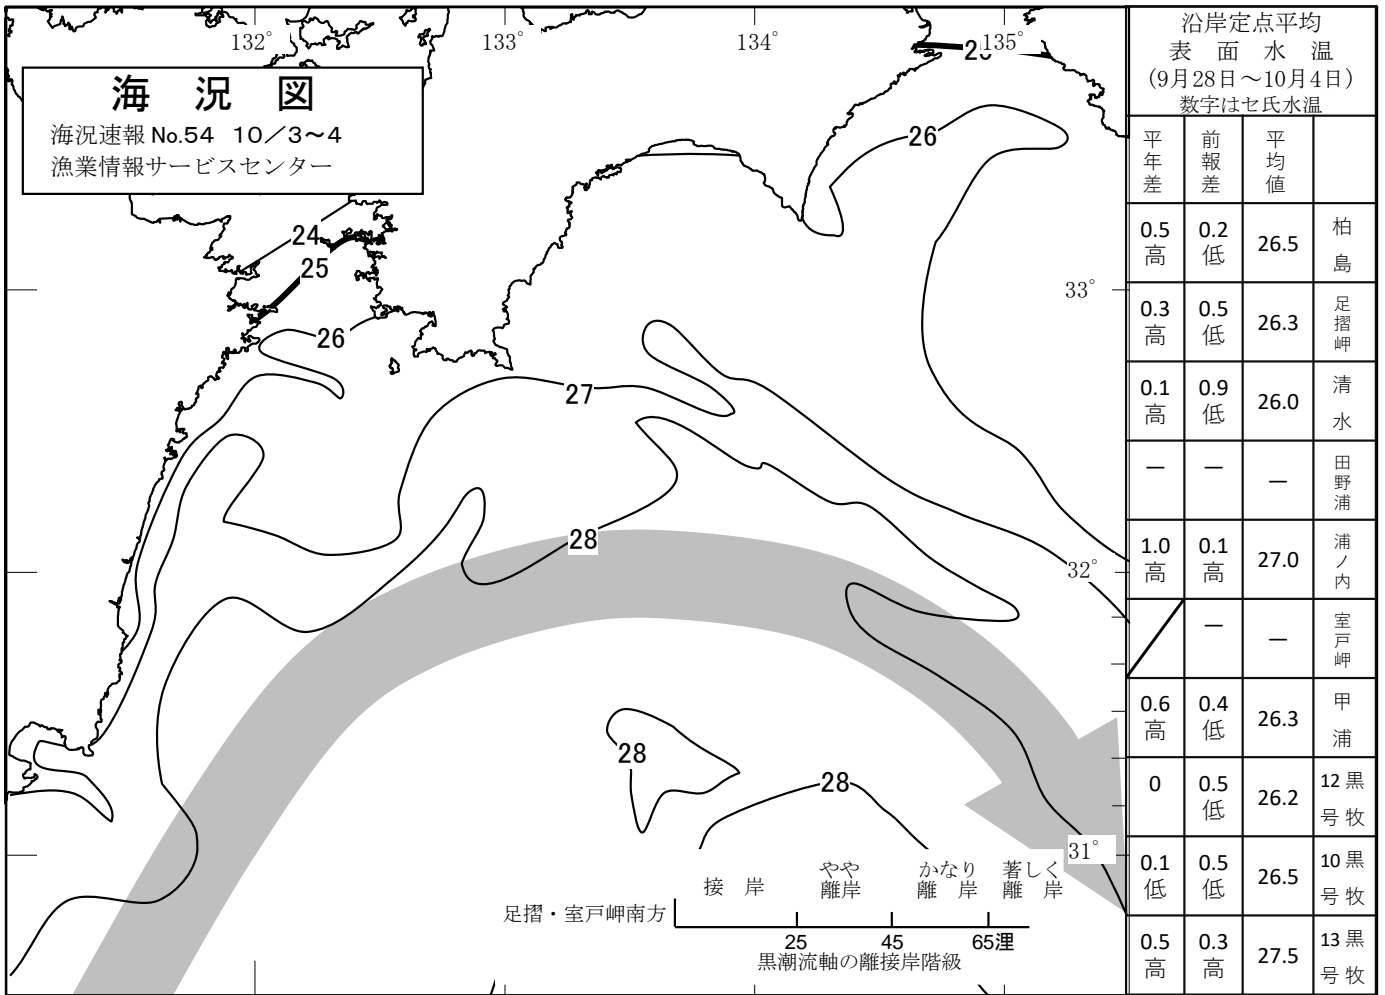 海況図
海況速報 No.54 10／3～4
漁業情報サービスセンター
132°
133°
134°
135°
33°
32°
31°
26
24
25
26
27
28
28
28
接岸
やや離岸
かなり離岸
著しく離岸
足摺・室戸岬南方
25 45 65浬
黒潮流軸の離接岸階級
沿岸定点平均
表面水温
(9月28日～10月4日)
数字はセ氏水温
平年差 前報差 平均値
0.5高 0.2低 26.5 柏島
0.3高 0.5低 26.3 足摺岬
0.1高 0.9低 26.0 清水
— — — 田野浦
1.0高 0.1高 27.0 浦ノ内
— — 室戸岬
0.6高 0.4低 26.3 甲浦
0 0.5低 26.2 黒牧12号
0.1低 0.5低 26.5 黒牧10号
0.5高 0.3高 27.5 黒牧13号